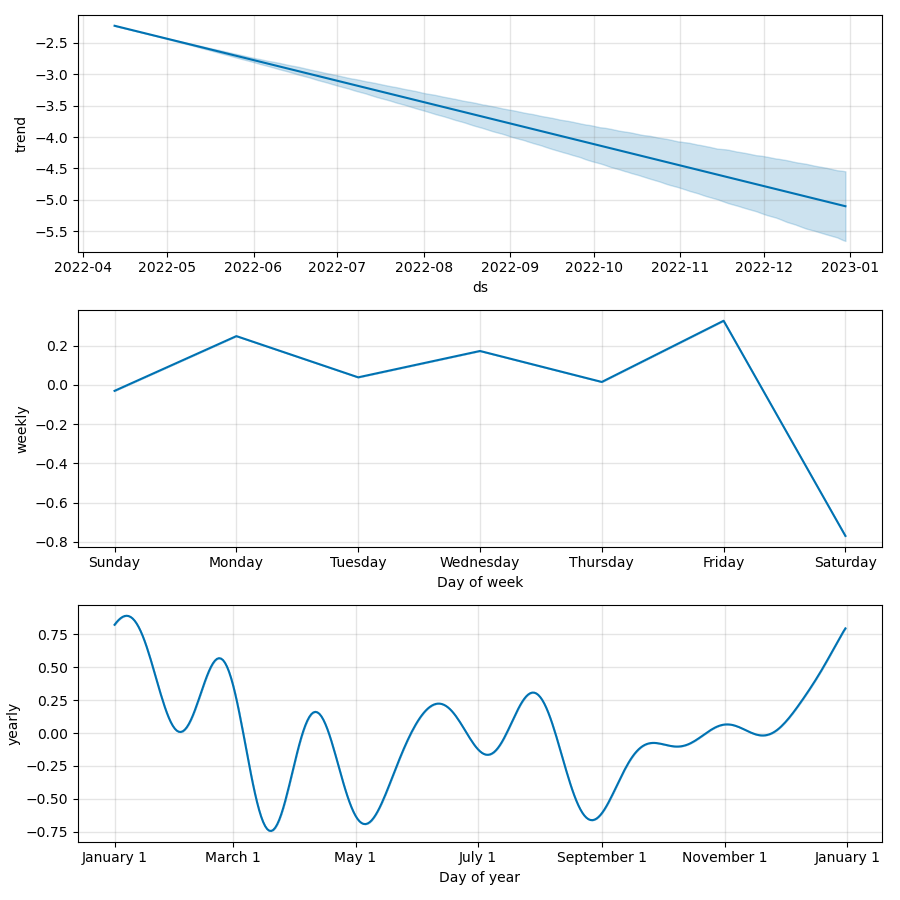 −2.5
−3.0
−3.5
−4.0
−4.5
−5.0
−5.5
trend
2022-04 2022-05 2022-06 2022-07 2022-08 2022-09 2022-10 2022-11 2022-12 2023-01
ds
0.2
0.0
−0.2
−0.4
−0.6
−0.8
weekly
Sunday Monday Tuesday Wednesday Thursday Friday Saturday
Day of week
0.75
0.50
0.25
0.00
−0.25
−0.50
−0.75
yearly
January 1 March 1 May 1 July 1 September 1 November 1 January 1
Day of year